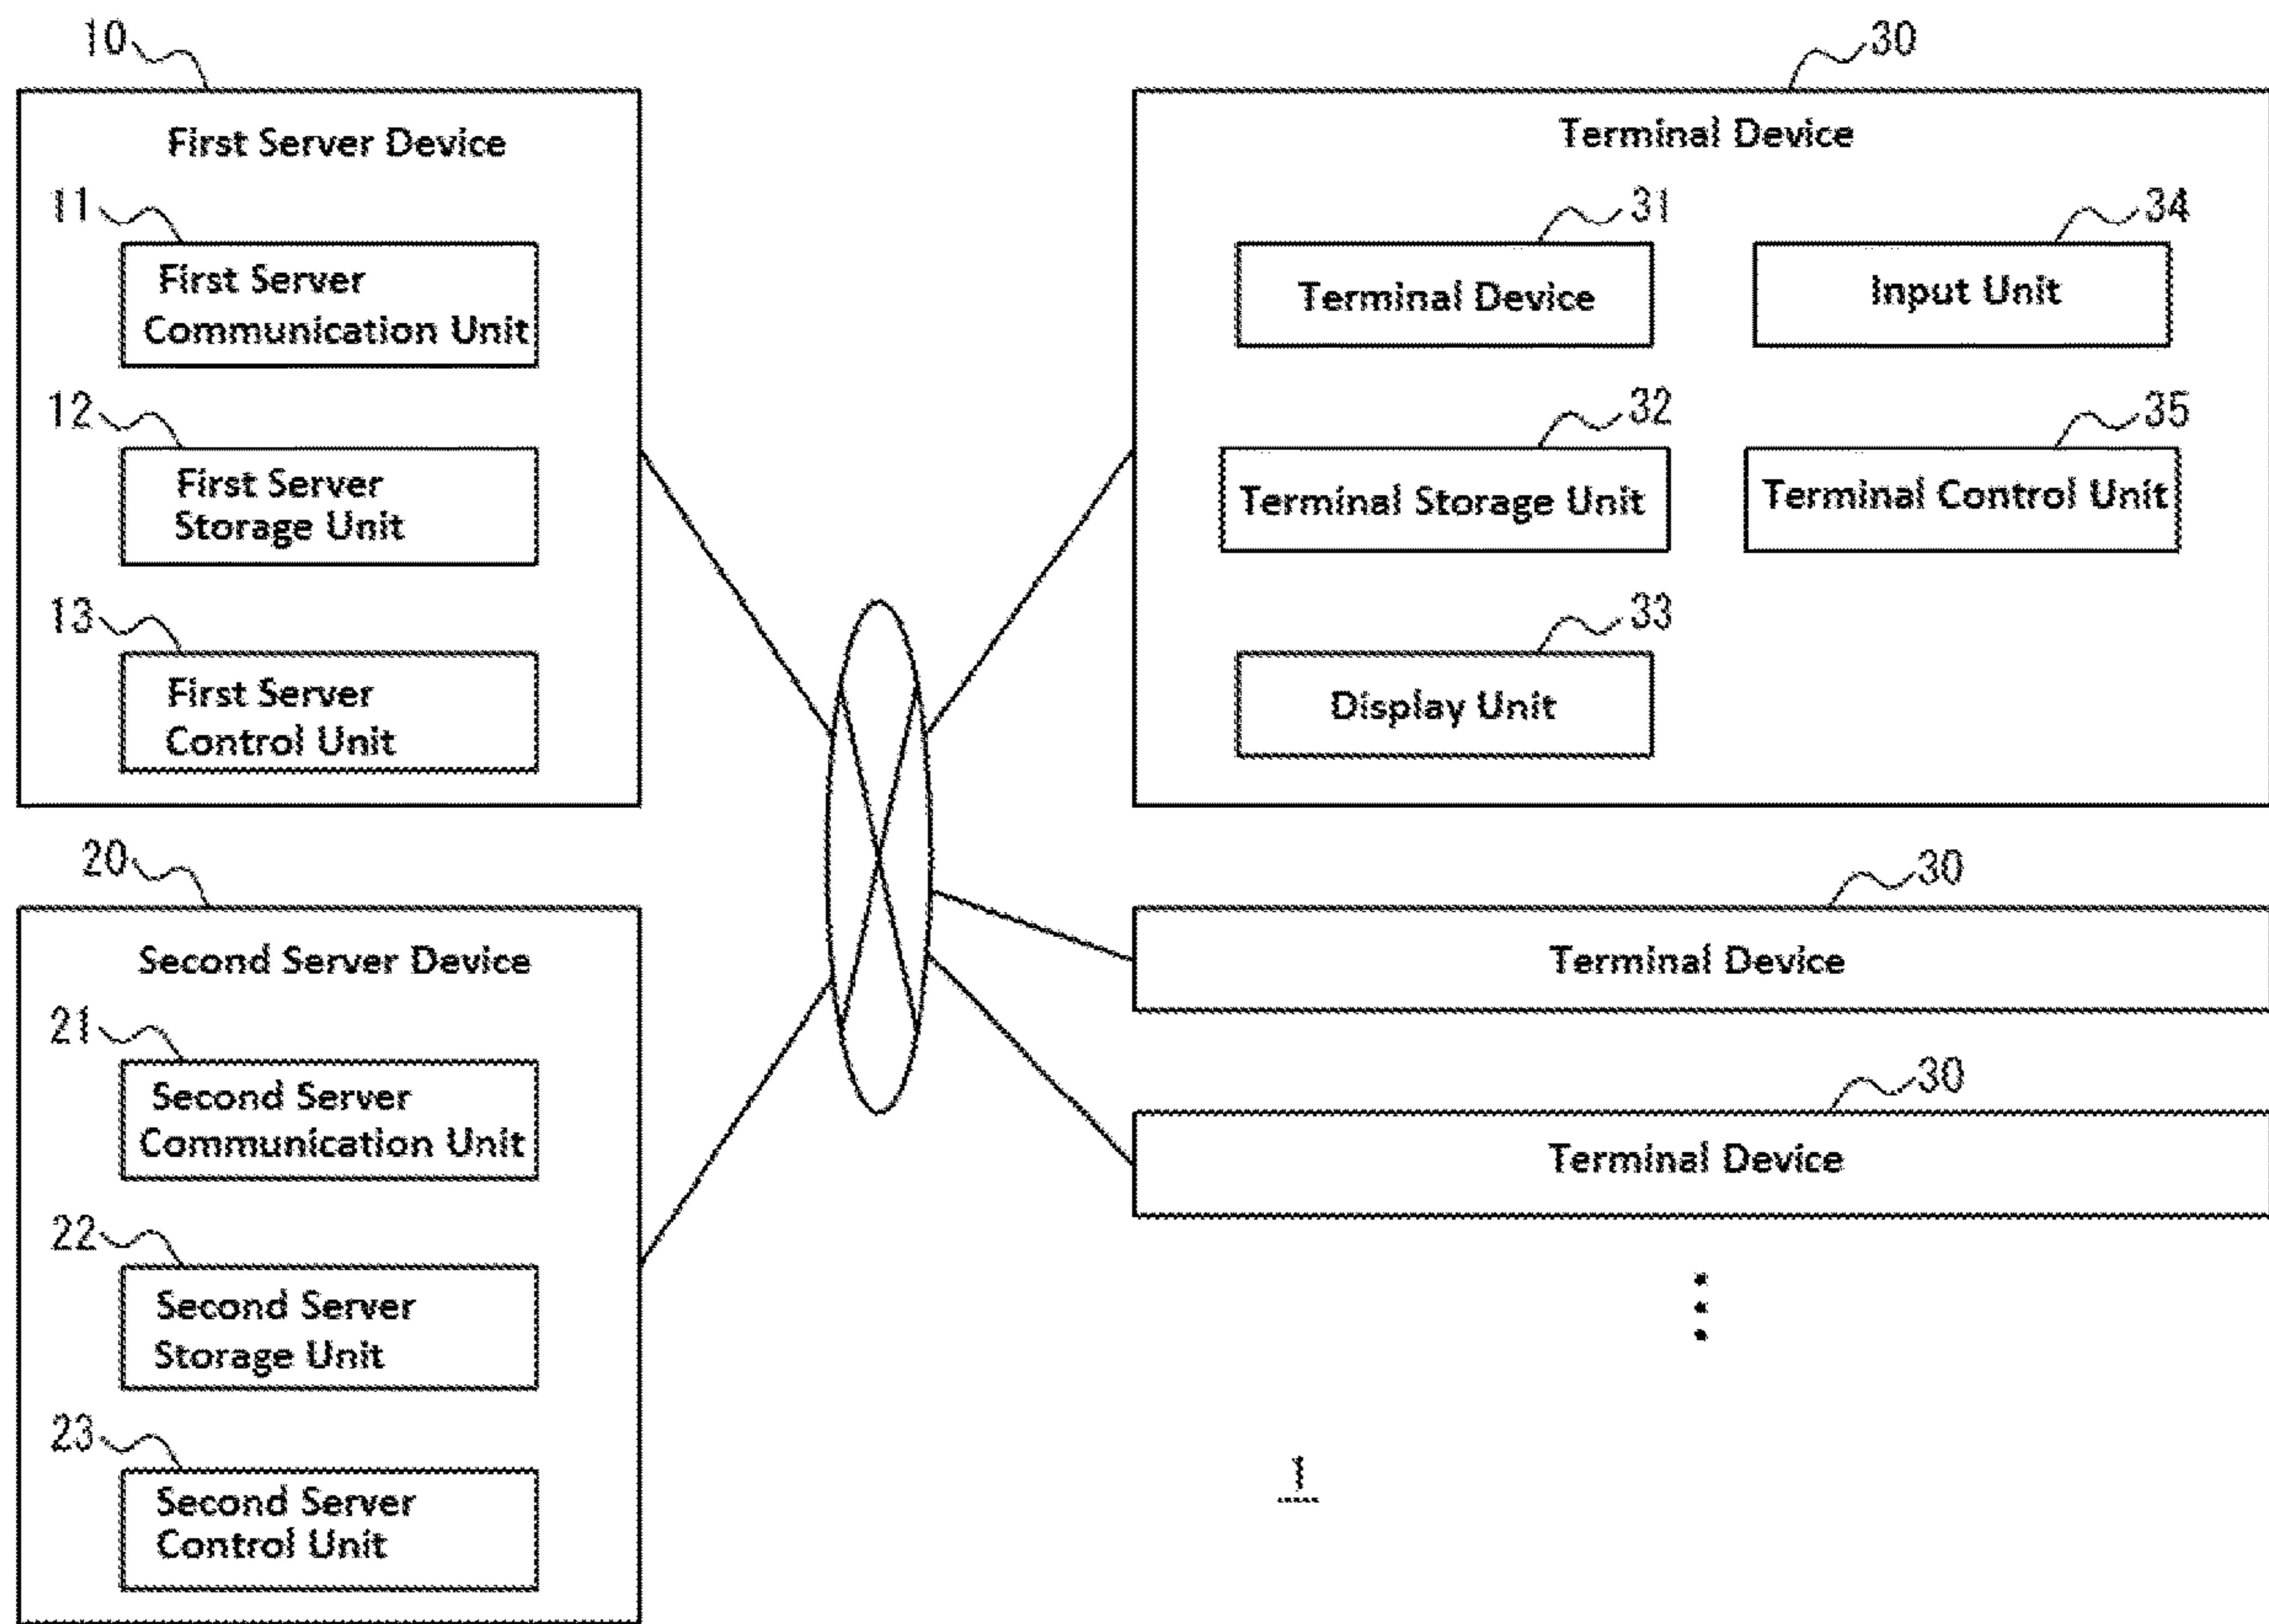 10
First Server Device
11
First Server
Communication Unit
12
First Server
Storage Unit
13
First Server
Control Unit
20
Second Server Device
21
Second Server
Communication Unit
22
Second Server
Storage Unit
23
Second Server
Control Unit
30
Terminal Device
31
Terminal Device
34
Input Unit
32
Terminal Storage Unit
35
Terminal Control Unit
33
Display Unit
30
Terminal Device
30
Terminal Device
1